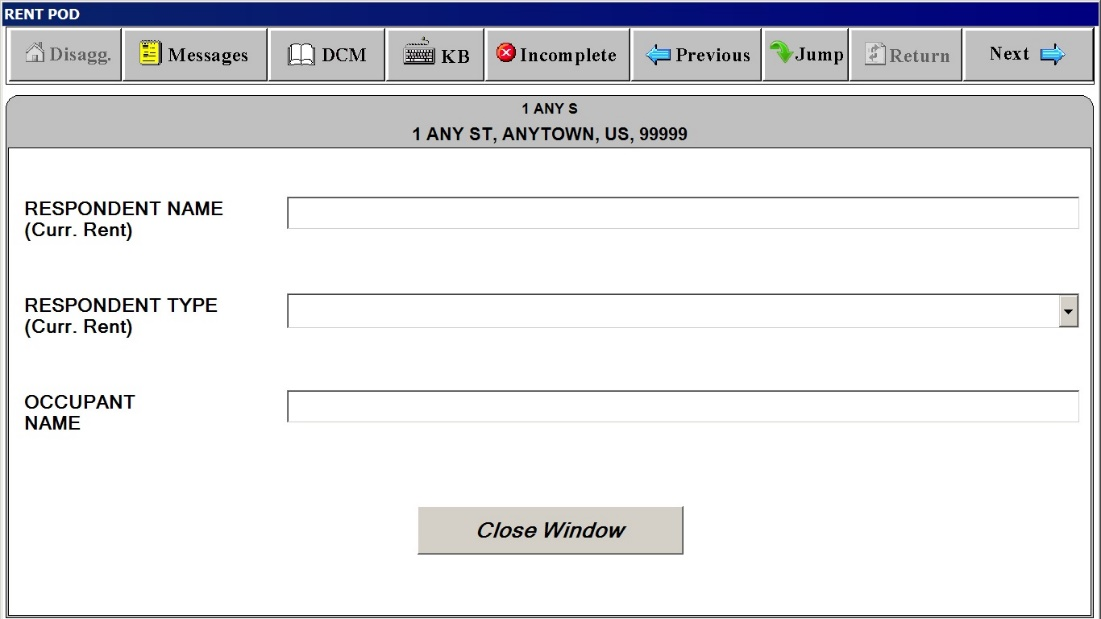 RENT POD
Disagg. Messages DCM KB Incomplete Previous Jump Return Next
1 ANY S
1 ANY ST, ANYTOWN, US, 99999
RESPONDENT NAME
(Curr. Rent)
RESPONDENT TYPE
(Curr. Rent)
OCCUPANT
NAME
Close Window